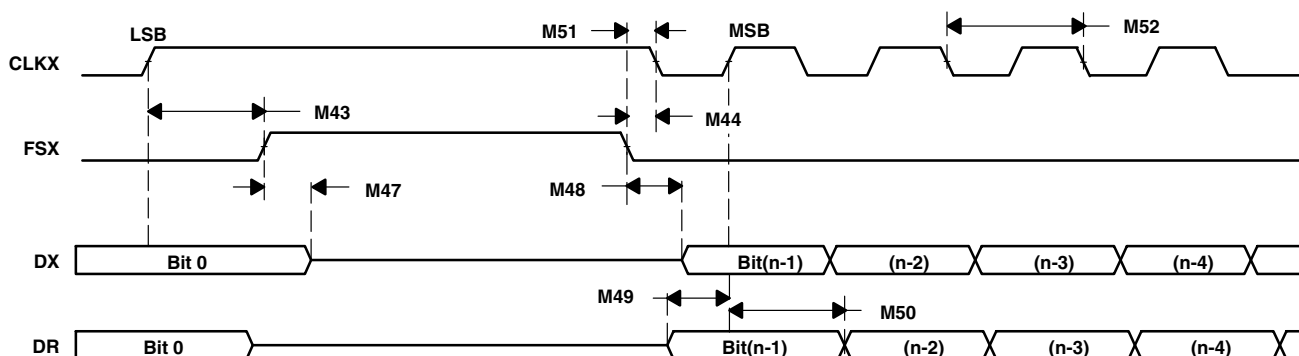 LSB M51 MSB M52
CLKX
M43 M44
FSX
M47 M48
DX Bit 0 Bit(n-1) (n-2) (n-3) (n-4)
M49 M50
DR Bit 0 Bit(n-1) (n-2) (n-3) (n-4)